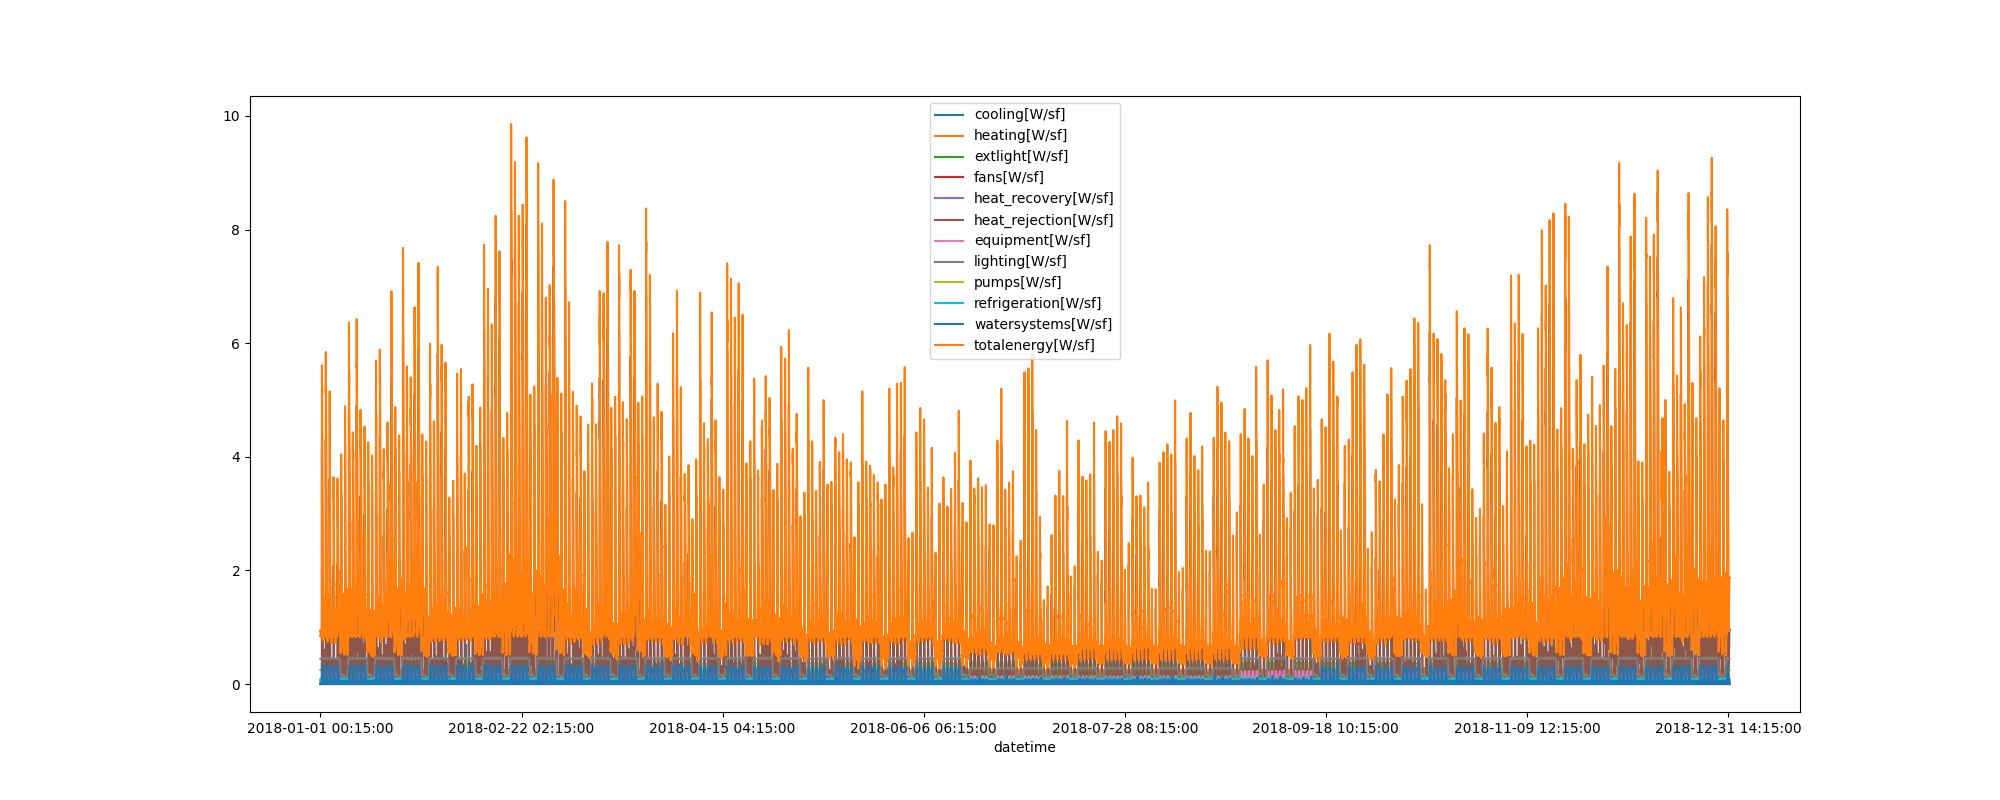 10
8
6
4
2
0
cooling[W/sf]
heating[W/sf]
extlight[W/sf]
fans[W/sf]
heat_recovery[W/sf]
heat_rejection[W/sf]
equipment[W/sf]
lighting[W/sf]
pumps[W/sf]
refrigeration[W/sf]
watersystems[W/sf]
totalenergy[W/sf]
2018-01-01 00:15:00 2018-02-22 02:15:00 2018-04-15 04:15:00 2018-06-06 06:15:00 2018-07-28 08:15:00 2018-09-18 10:15:00 2018-11-09 12:15:00 2018-12-31 14:15:00
datetime